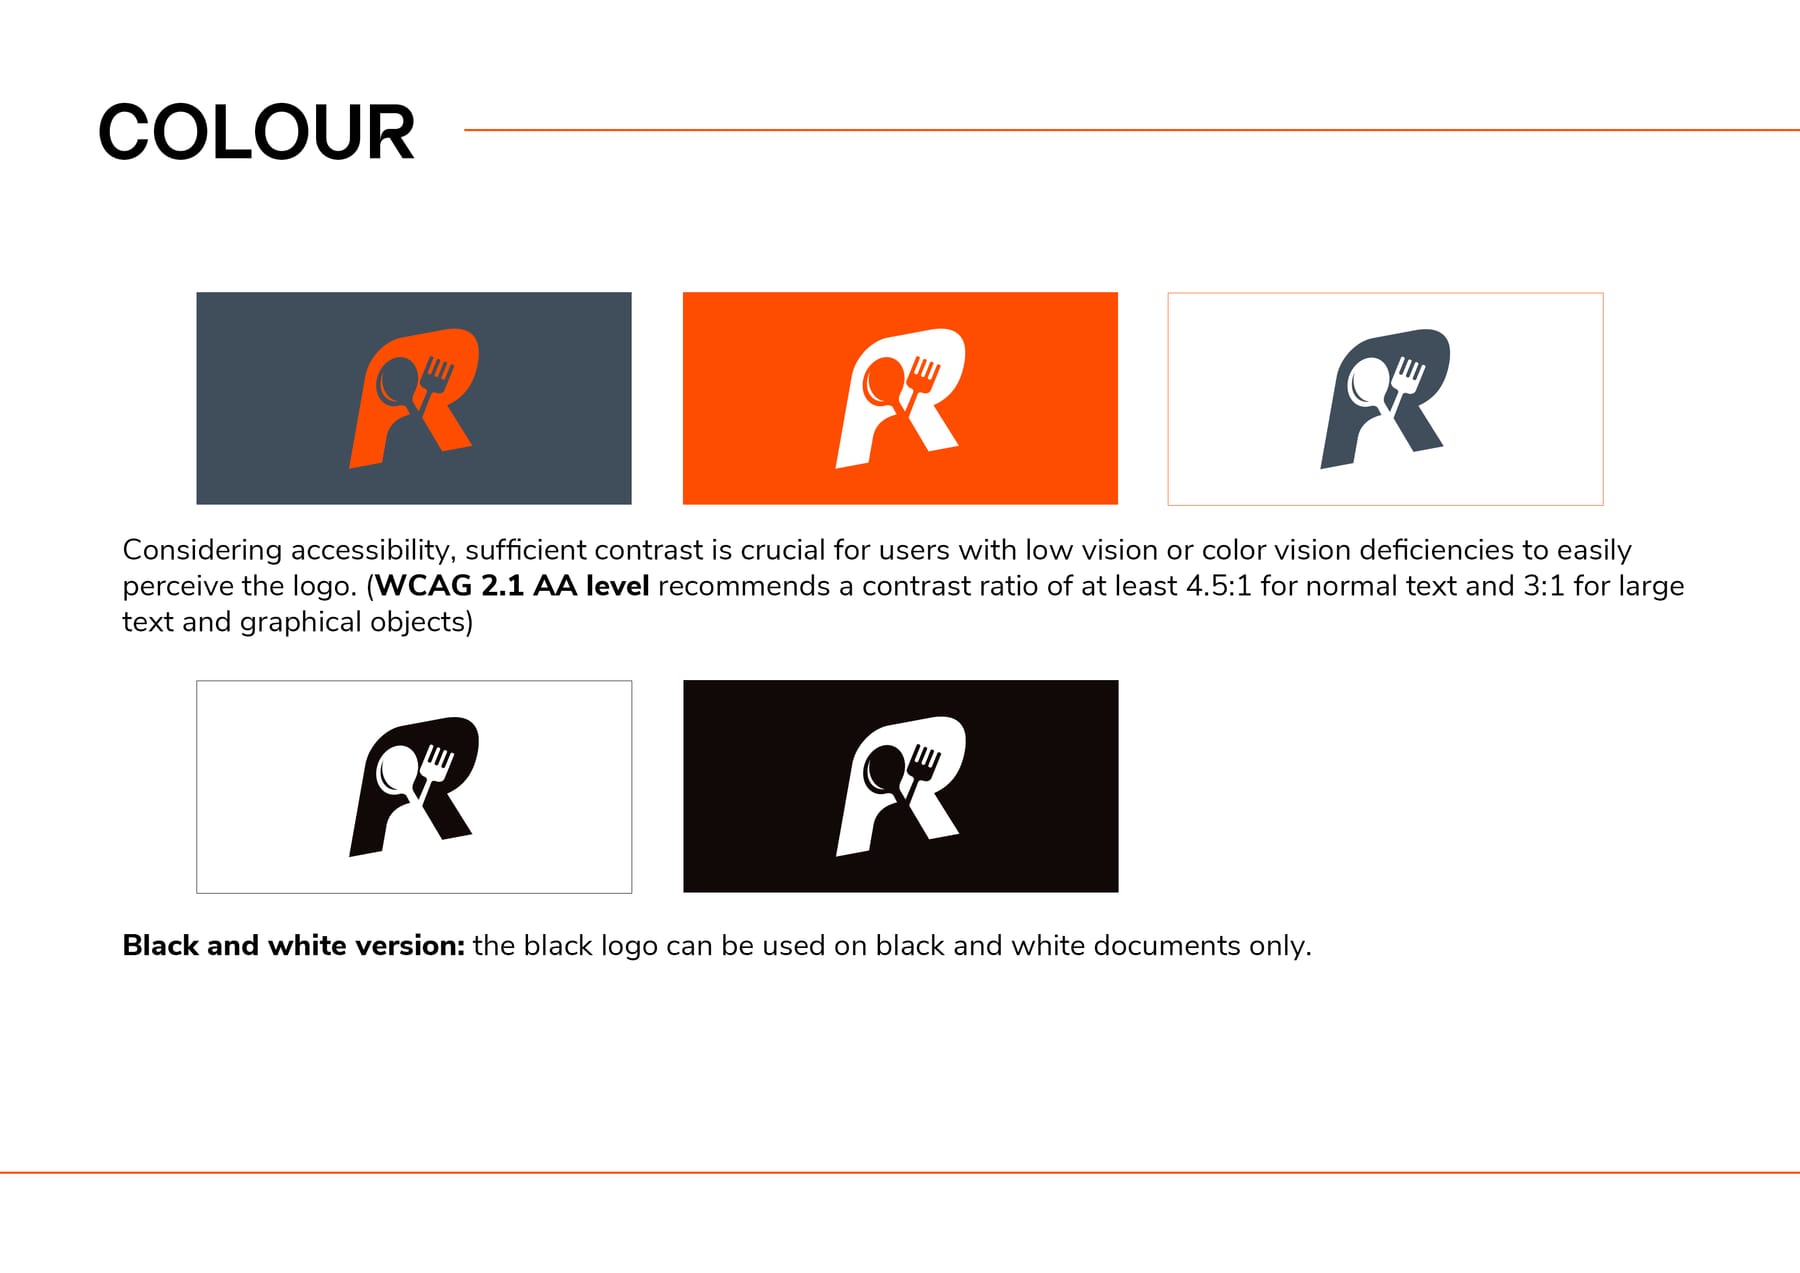 COLOUR
Considering accessibility, sufficient contrast is crucial for users with low vision or color vision deficiencies to easily
perceive the logo. (WCAG 2.1 AA level recommends a contrast ratio of at least 4.5:1 for normal text and 3:1 for large
text and graphical objects)
Black and white version: the black logo can be used on black and white documents only.